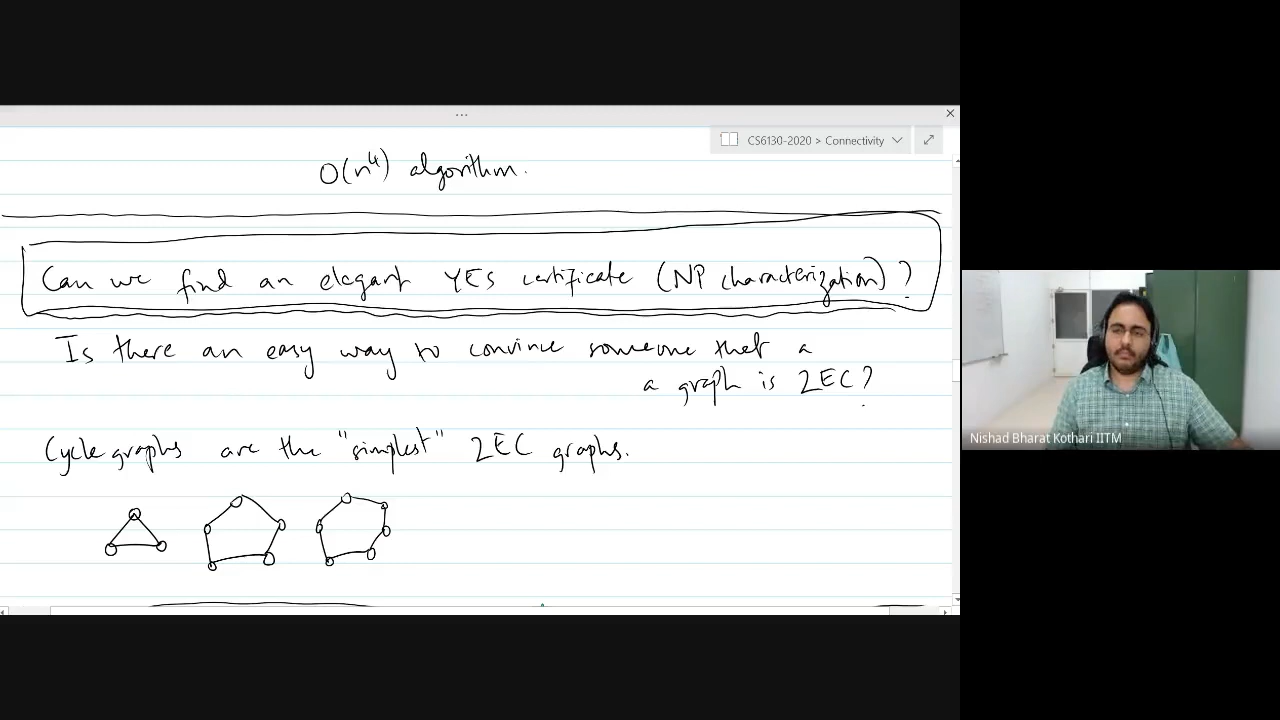 CS6130-2020 > Connectivity
O(n⁴) algorithm.
Can we find an elegant YES certificate (NP characterization)?
Is there an easy way to convince someone that a
a graph is 2EC?
Cycle graphs are the "simplest" 2EC graphs.
Nishad Bharat Kothari IITM